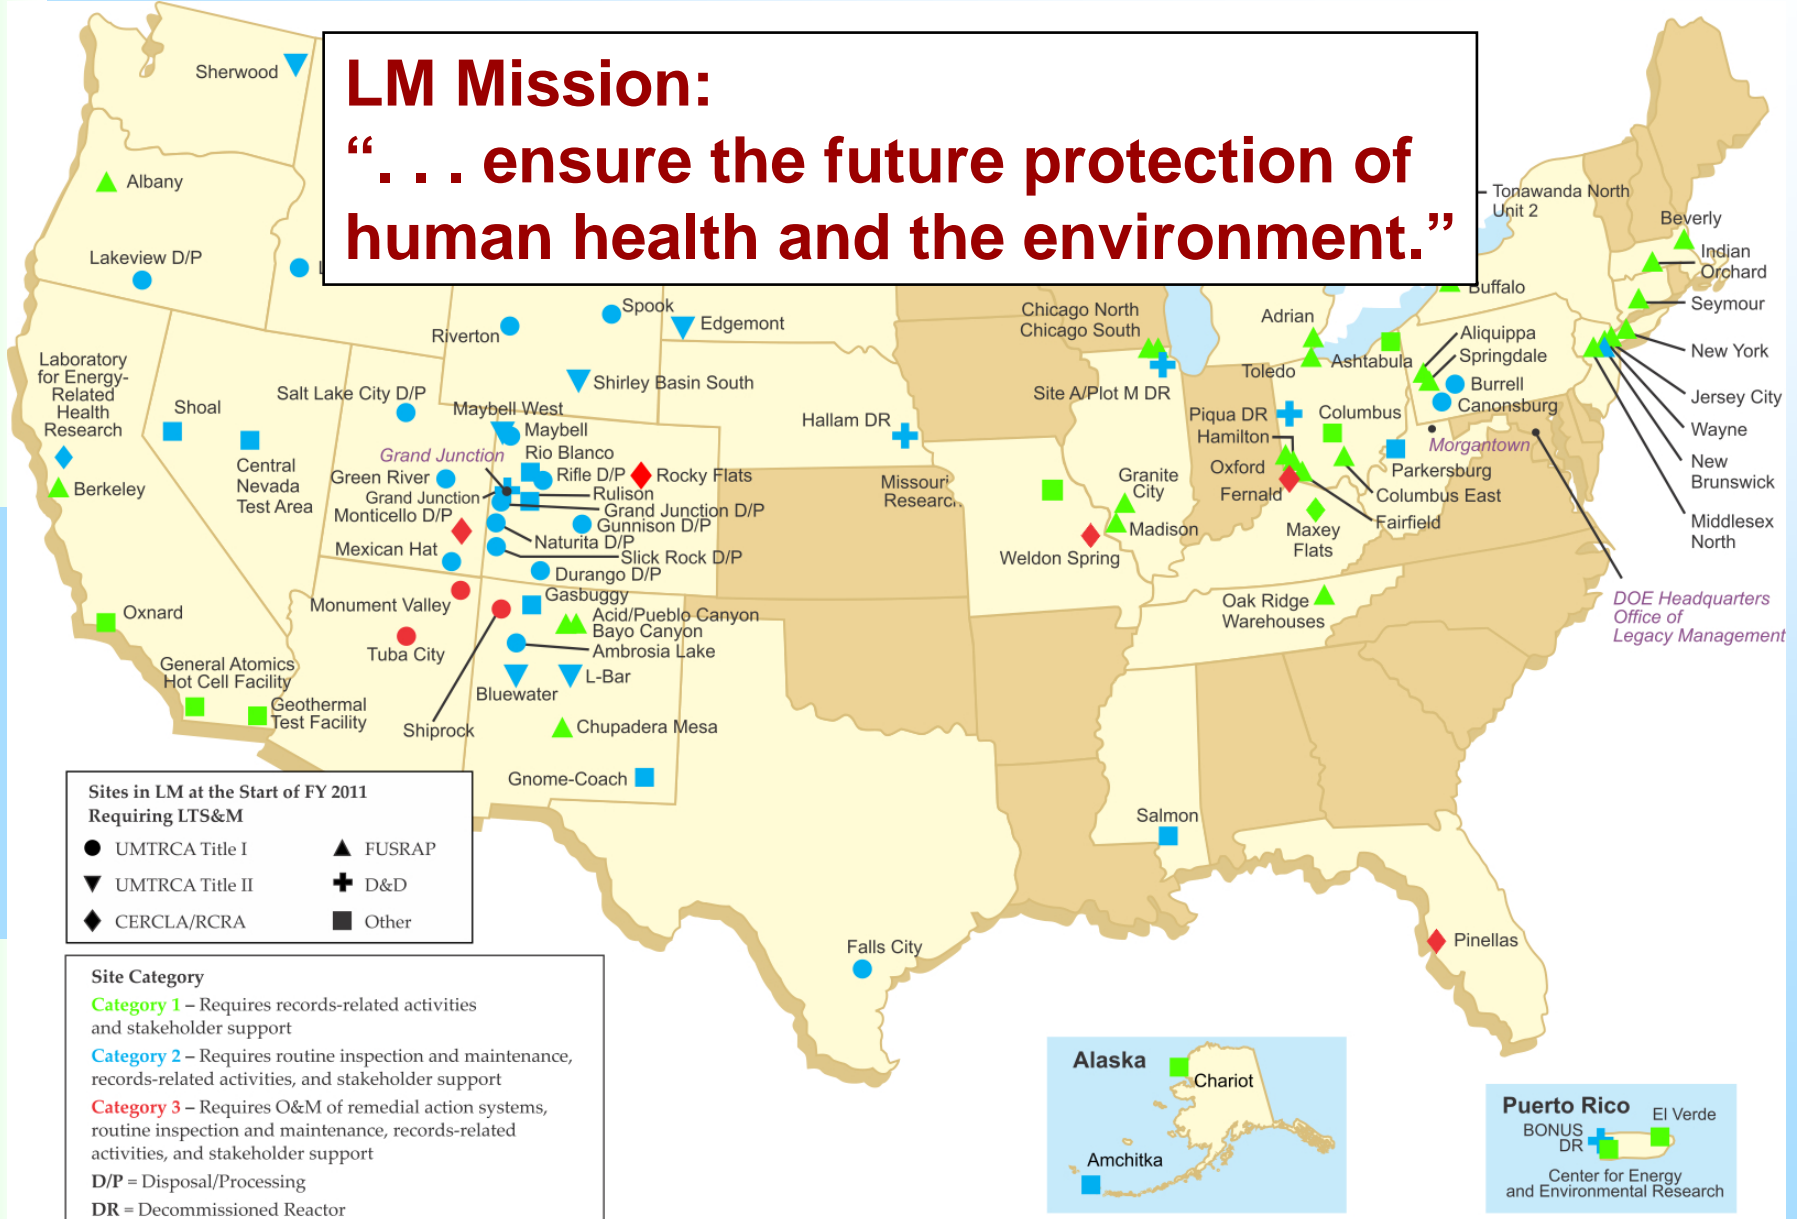 LM Mission:
“. . . ensure the future protection of
human health and the environment.”
Sherwood
Albany
Lakeview D/P
Tonawanda North
Unit 2
Beverly
Indian
Orchard
Buffalo
Seymour
New York
Jersey City
Wayne
New
Brunswick
Middlesex
North
Spook
Riverton
Edgemont
Shirley Basin South
Chicago North
Chicago South
Site A/Plot M DR
Adrian
Toledo
Ashtabula
Aliquippa
Springdale
Burrell
Canonsburg
Laboratory
for Energy-
Related
Health
Research
Shoal
Central
Nevada
Test Area
Berkeley
Salt Lake City D/P
Maybell West
Maybell
Rio Blanco
Grand Junction
Green River
Rifle D/P
Rocky Flats
Grand Junction
Rulison
Grand Junction D/P
Monticello D/P
Gunnison D/P
Naturita D/P
Mexican Hat
Slick Rock D/P
Durango D/P
Hallam DR
Missouri
Granite
City
Madison
Weldon Spring
Piqua DR
Hamilton
Columbus
Oxford
Fernald
Morgantown
Parkersburg
Columbus East
Fairfield
Maxey
Flats
Oak Ridge
Warehouses
DOE Headquarters
Office of
Legacy Management
Oxnard
General Atomics
Hot Cell Facility
Geothermal
Test Facility
Monument Valley
Tuba City
Shiprock
Gasbuggy
Acid/Pueblo Canyon
Bayo Canyon
Ambrosia Lake
Bluewater
L-Bar
Chupadera Mesa
Gnome-Coach
Salmon
Falls City
Pinellas
Sites in LM at the Start of FY 2011
Requiring LTS&M
UMTRCA Title I
FUSRAP
UMTRCA Title II
D&D
CERCLA/RCRA
Other
Site Category
Category 1 – Requires records-related activities
and stakeholder support
Category 2 – Requires routine inspection and maintenance,
records-related activities, and stakeholder support
Category 3 – Requires O&M of remedial action systems,
routine inspection and maintenance, records-related
activities, and stakeholder support
D/P = Disposal/Processing
DR = Decommissioned Reactor
Alaska
Chariot
Amchitka
Puerto Rico
El Verde
BONUS
DR
Center for Energy
and Environmental Research